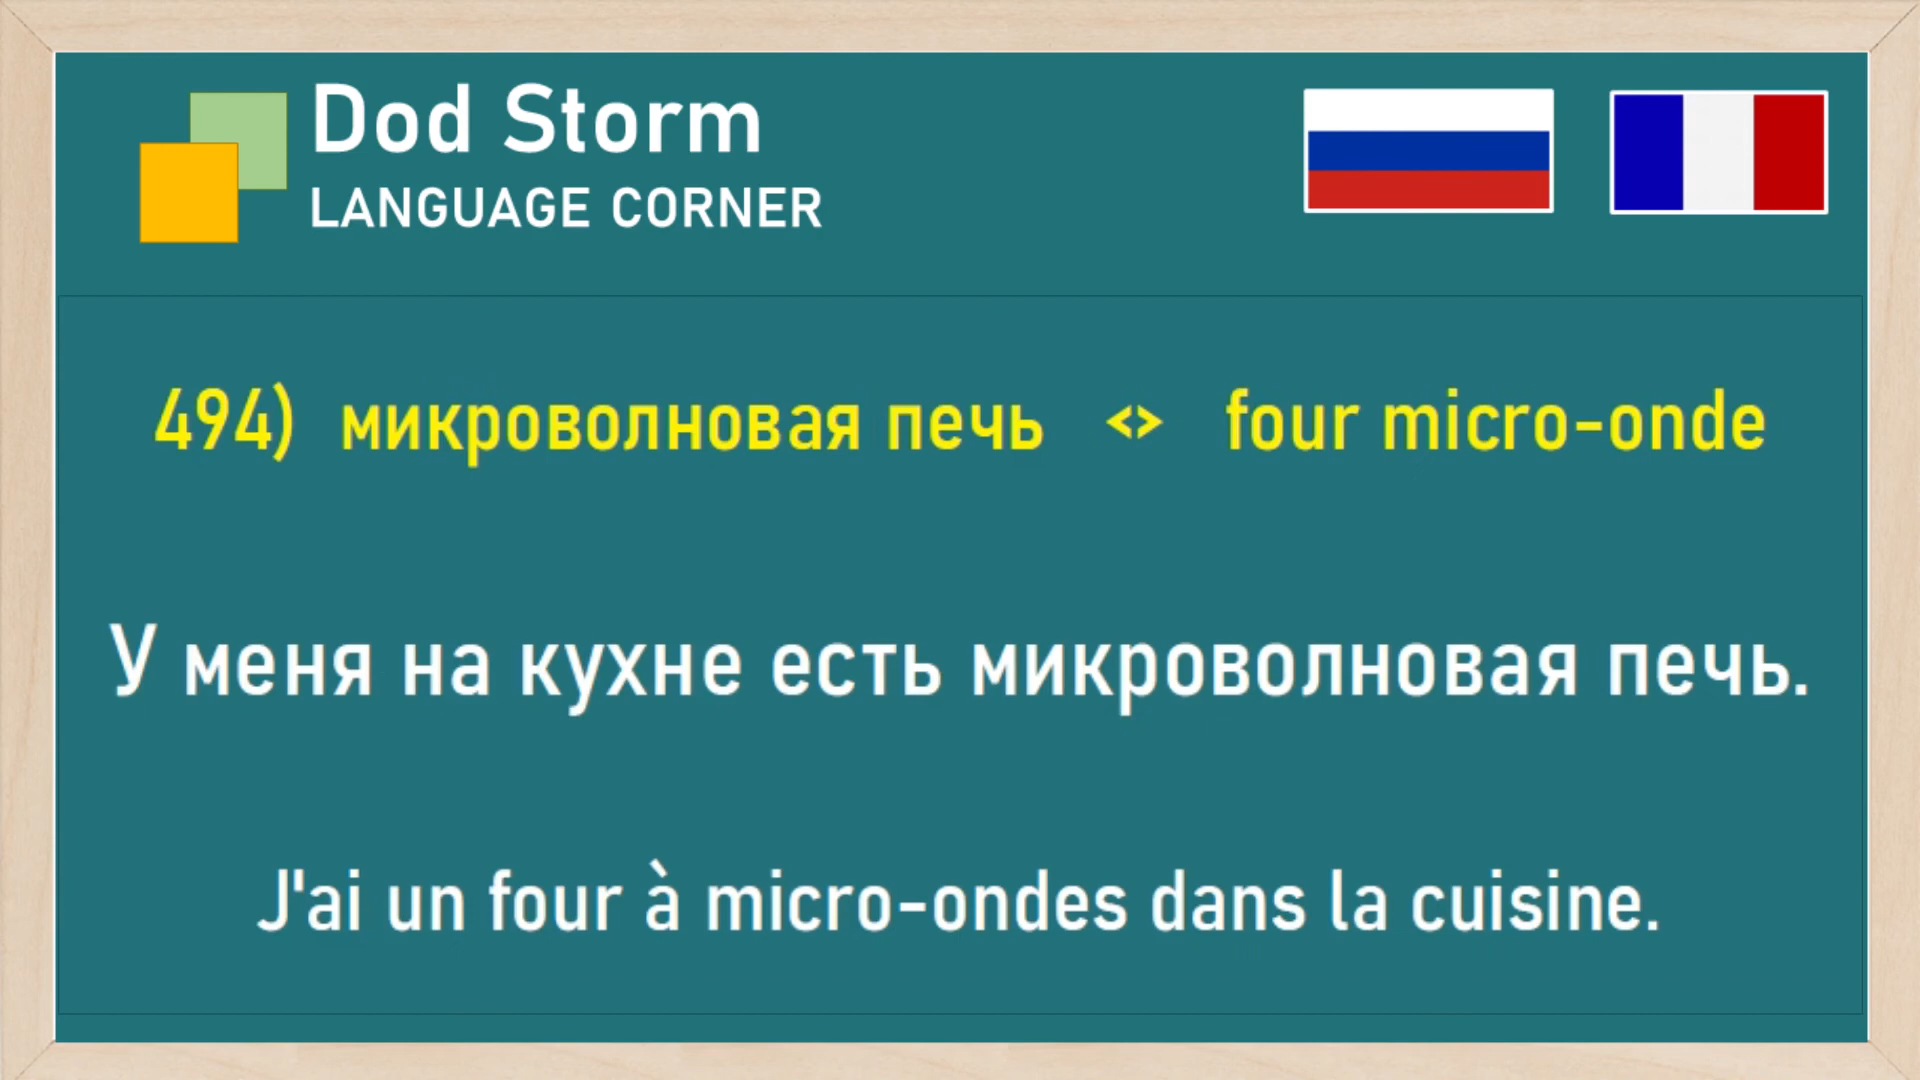 Dod Storm
LANGUAGE CORNER
494) микроволновая печь <> four micro-onde
У меня на кухне есть микроволновая печь.
J'ai un four à micro-ondes dans la cuisine.